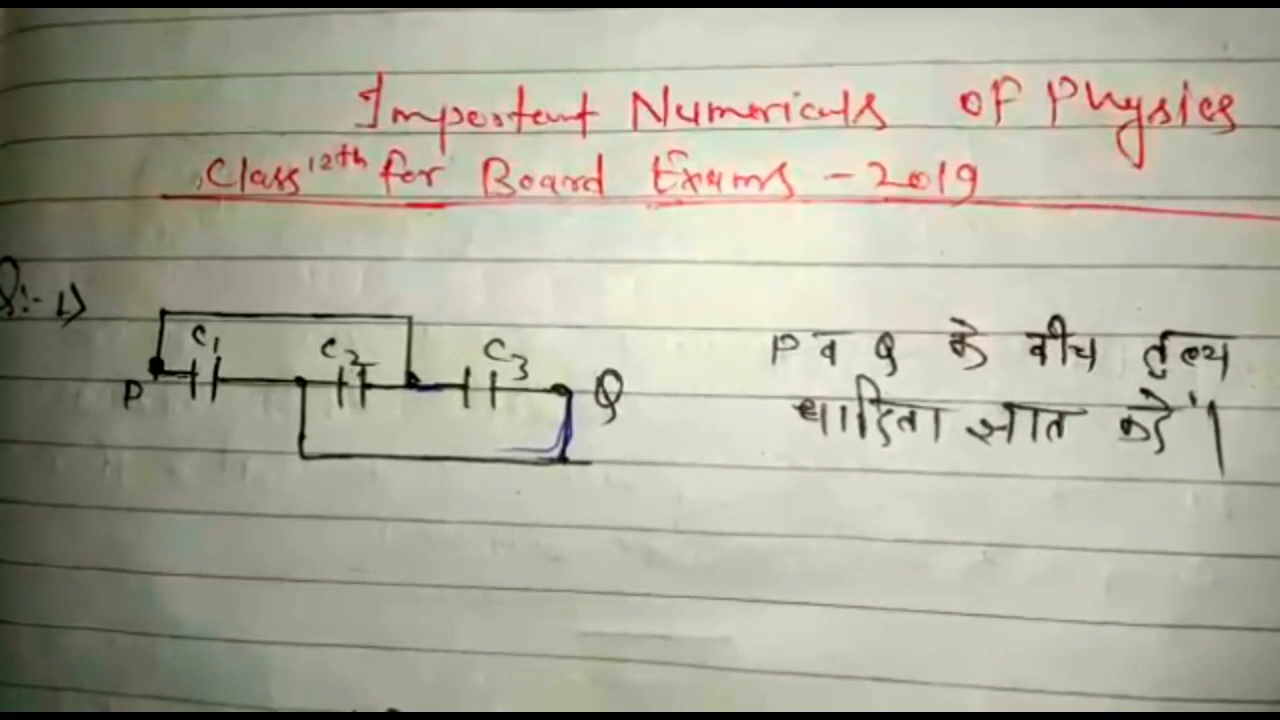 Important Numericals of Physics
Class 12th for Board Exams - 2019
Q:- 1)
C1 C2 C3
P Q
P व Q के बीच तुल्य
धारिता ज्ञात करें।